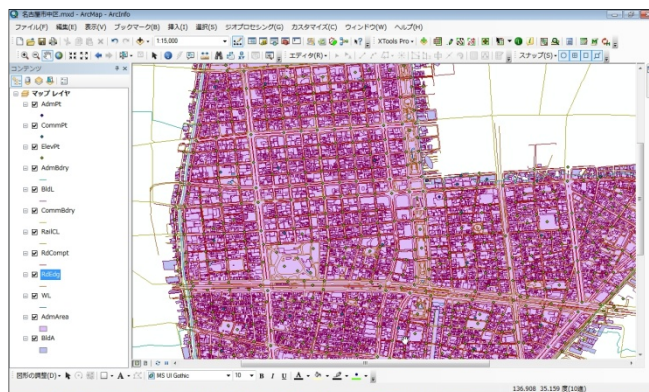 名古屋市中区.mxd - ArcMap - ArcInfo
ファイル(F) 編集(E) 表示(V) ブックマーク(B) 挿入(I) 選択(S) ジオプロセシング(G) カスタマイズ(C) ウィンドウ(W) ヘルプ(H)
1:15,000 XTools Pro
エディタ(R) スナップ(S)
コンテンツ
マップ レイヤ
AdmPt
CommPt
ElevPt
AdmBdry
BldL
CommBdry
RailCL
RdCompt
RdEdg
WL
AdmArea
BldA
図形の調整(D) A MS UI Gothic 10 B I U A
136.908 35.159 度(10進)